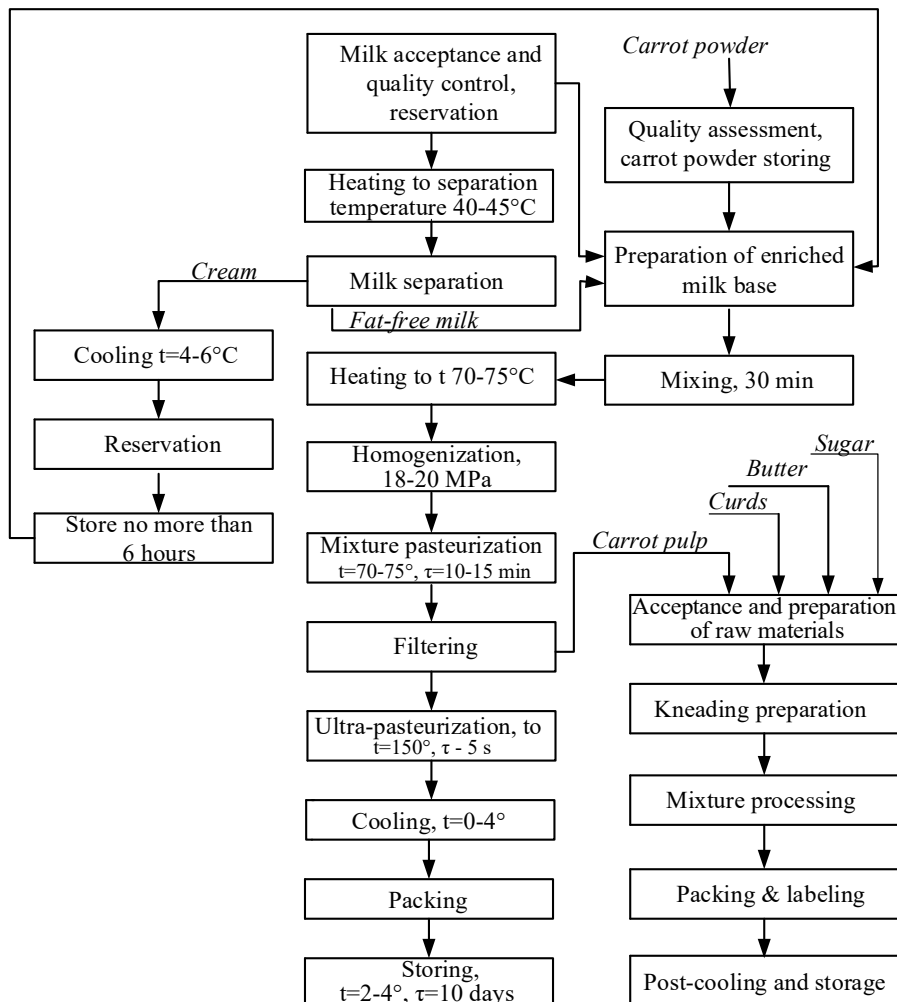 Milk acceptance and
quality control,
reservation
Carrot powder
Quality assessment,
carrot powder storing
Heating to separation
temperature 40-45°C
Preparation of enriched
milk base
Cream
Milk separation
Fat-free milk
Cooling t=4-6°C
Heating to t 70-75°C
Mixing, 30 min
Reservation
Homogenization,
18-20 MPa
Sugar
Butter
Curds
Store no more than
6 hours
Mixture pasteurization
t=70-75°, τ=10-15 min
Carrot pulp
Acceptance and preparation
of raw materials
Filtering
Kneading preparation
Ultra-pasteurization, to
t=150°, τ - 5 s
Mixture processing
Cooling, t=0-4°
Packing
Packing & labeling
Storing,
t=2-4°, τ=10 days
Post-cooling and storage